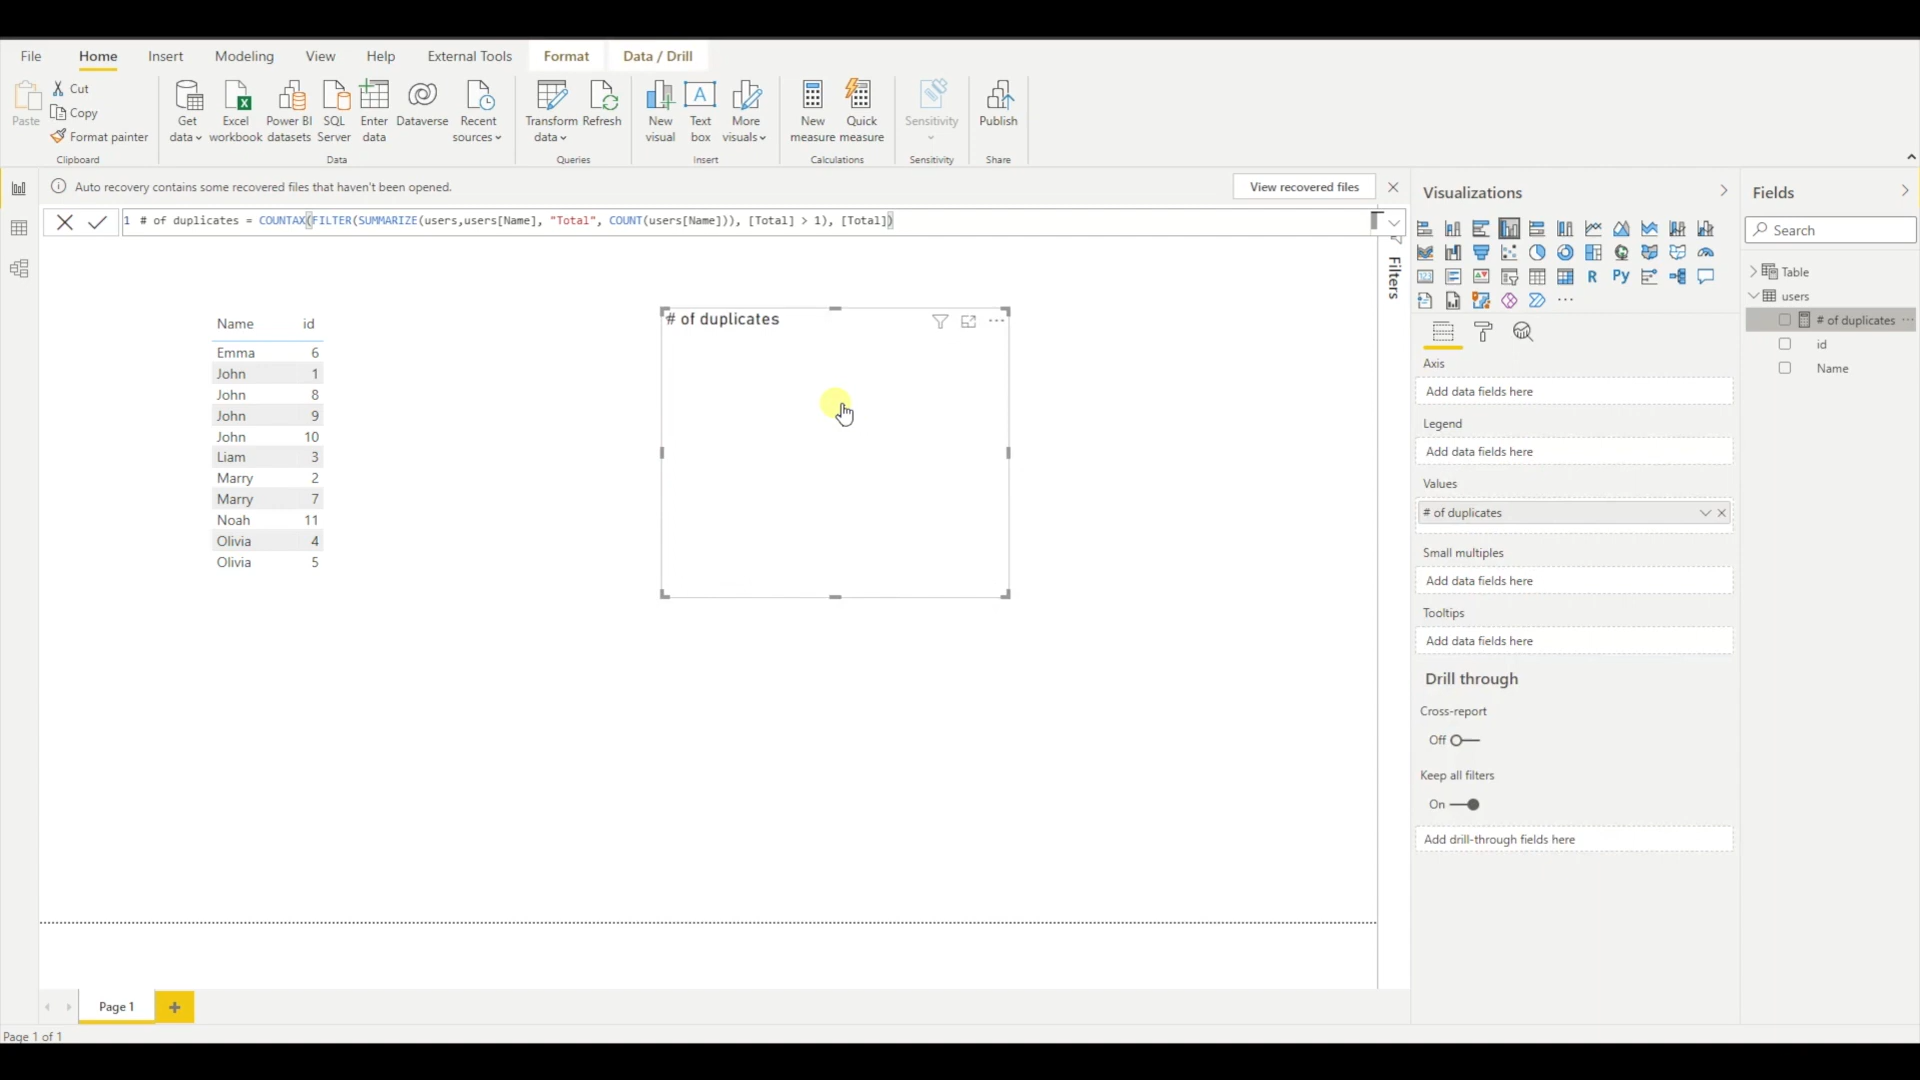 File Home Insert Modeling View Help External Tools Format Data / Drill
Paste
Cut
Copy
Format painter
Clipboard
Get data
Excel workbook
Power BI datasets
SQL Server
Enter data
Dataverse
Recent sources
Data
Transform data
Refresh
Queries
New visual
Text box
More visuals
Insert
New measure
Quick measure
Calculations
Sensitivity
Sensitivity
Publish
Share
Auto recovery contains some recovered files that haven't been opened.
View recovered files
1 # of duplicates = COUNTAX(FILTER(SUMMARIZE(users,users[Name], "Total", COUNT(users[Name])), [Total] > 1), [Total])
Name id
Emma 6
John 1
John 8
John 9
John 10
Liam 3
Marry 2
Marry 7
Noah 11
Olivia 4
Olivia 5
# of duplicates
Filters
Visualizations
R
Py
123
Axis
Add data fields here
Legend
Add data fields here
Values
# of duplicates
Small multiples
Add data fields here
Tooltips
Add data fields here
Drill through
Cross-report
Off
Keep all filters
On
Add drill-through fields here
Fields
Search
Table
users
# of duplicates
id
Name
Page 1
Page 1 of 1